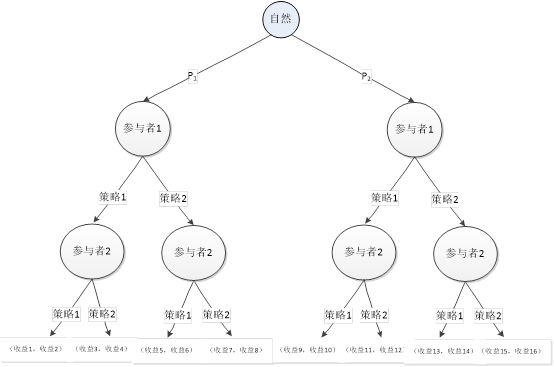 自然
P1
P2
参与者1
参与者1
策略1
策略2
策略1
策略2
参与者2
参与者2
参与者2
参与者2
策略1
策略2
策略1
策略2
策略1
策略2
策略1
策略2
（收益1，收益2）
（收益3，收益4）
（收益5，收益6）
（收益7，收益8）
（收益9，收益10）
（收益11，收益12
（收益13，收益14）
（收益15，收益16）